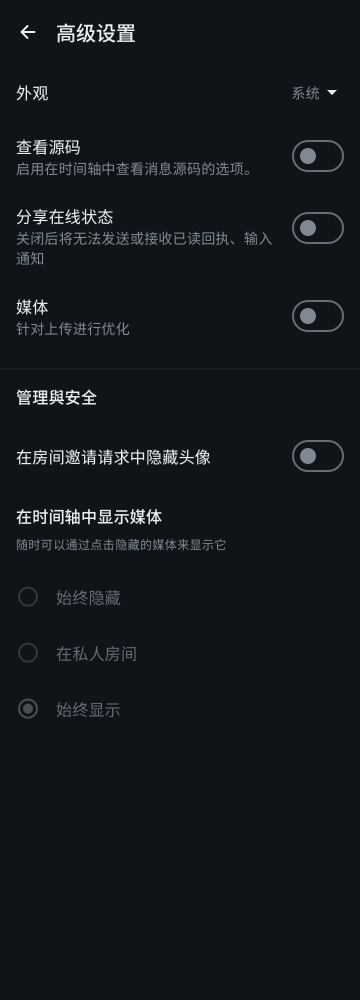 高级设置
外观
系统
查看源码
启用在时间轴中查看消息源码的选项。
分享在线状态
关闭后将无法发送或接收已读回执、输入
通知
媒体
针对上传进行优化
管理與安全
在房间邀请请求中隐藏头像
在时间轴中显示媒体
随时可以通过点击隐藏的媒体来显示它
始终隐藏
在私人房间
始终显示